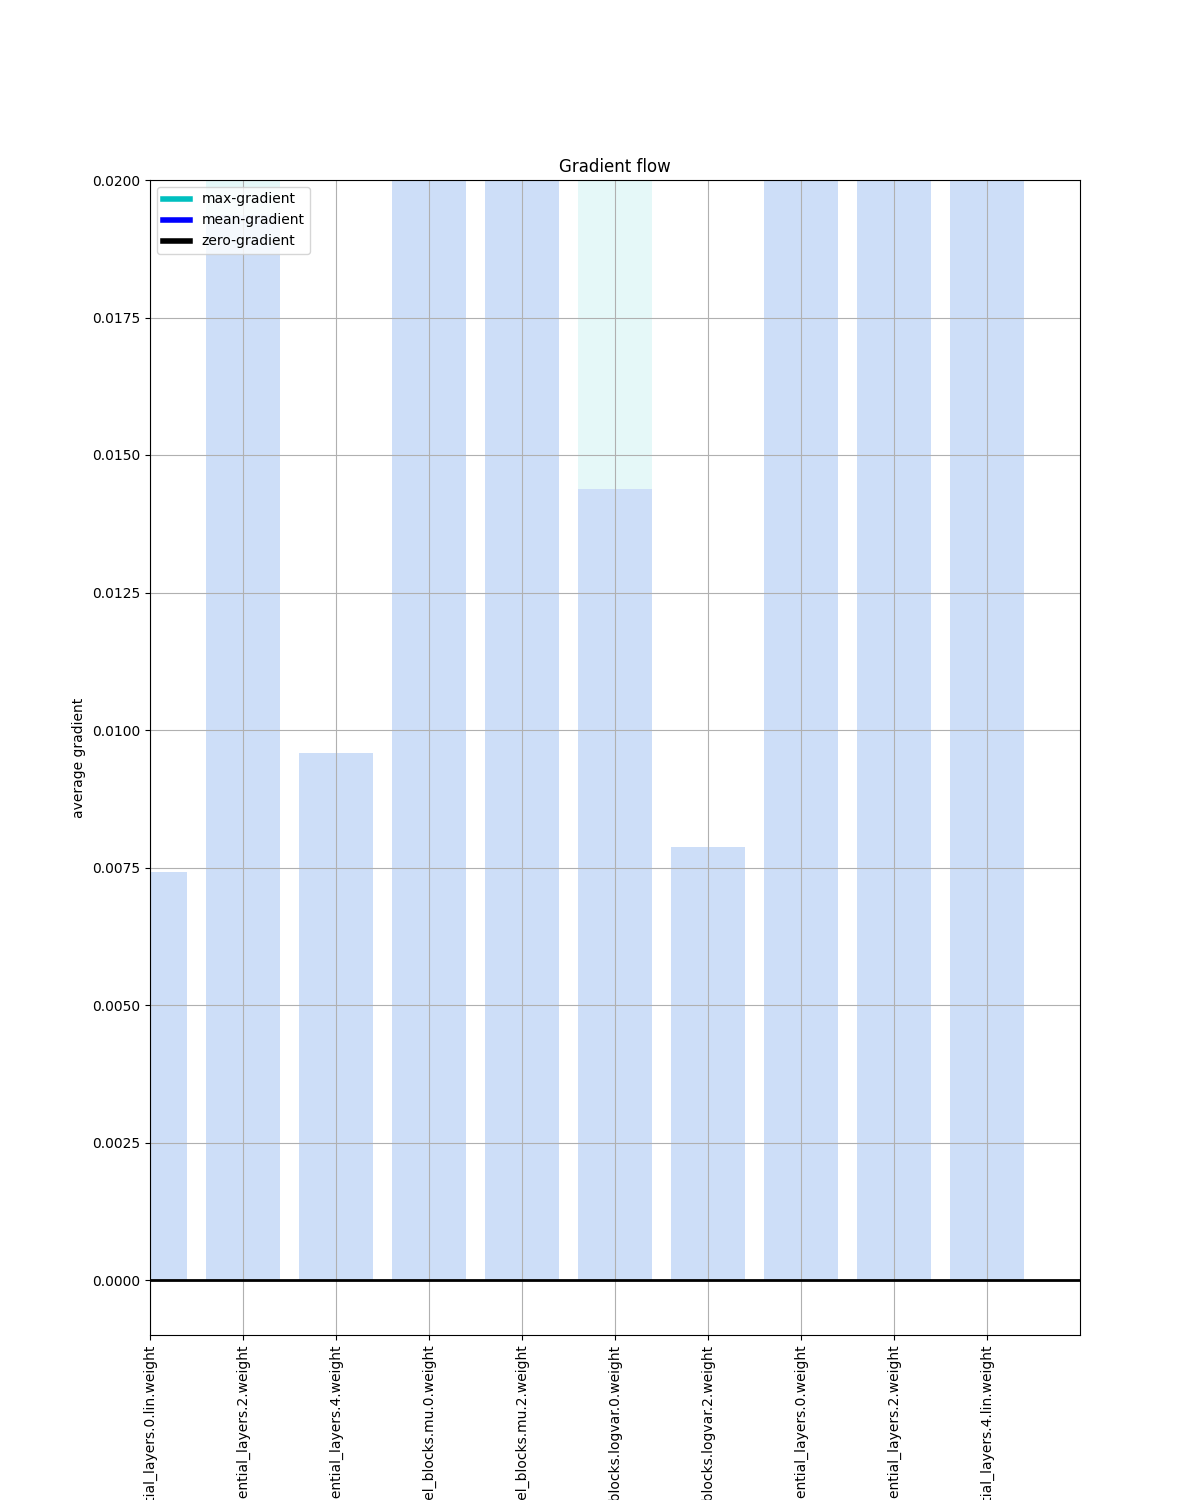 Gradient flow
max-gradient
mean-gradient
zero-gradient
0.0200
0.0175
0.0150
0.0125
0.0100
0.0075
0.0050
0.0025
0.0000
average gradient
tial_layers.0.lin.weight
ential_layers.2.weight
ential_layers.4.weight
el_blocks.mu.0.weight
el_blocks.mu.2.weight
blocks.logvar.0.weight
blocks.logvar.2.weight
ential_layers.0.weight
ential_layers.2.weight
tial_layers.4.lin.weight